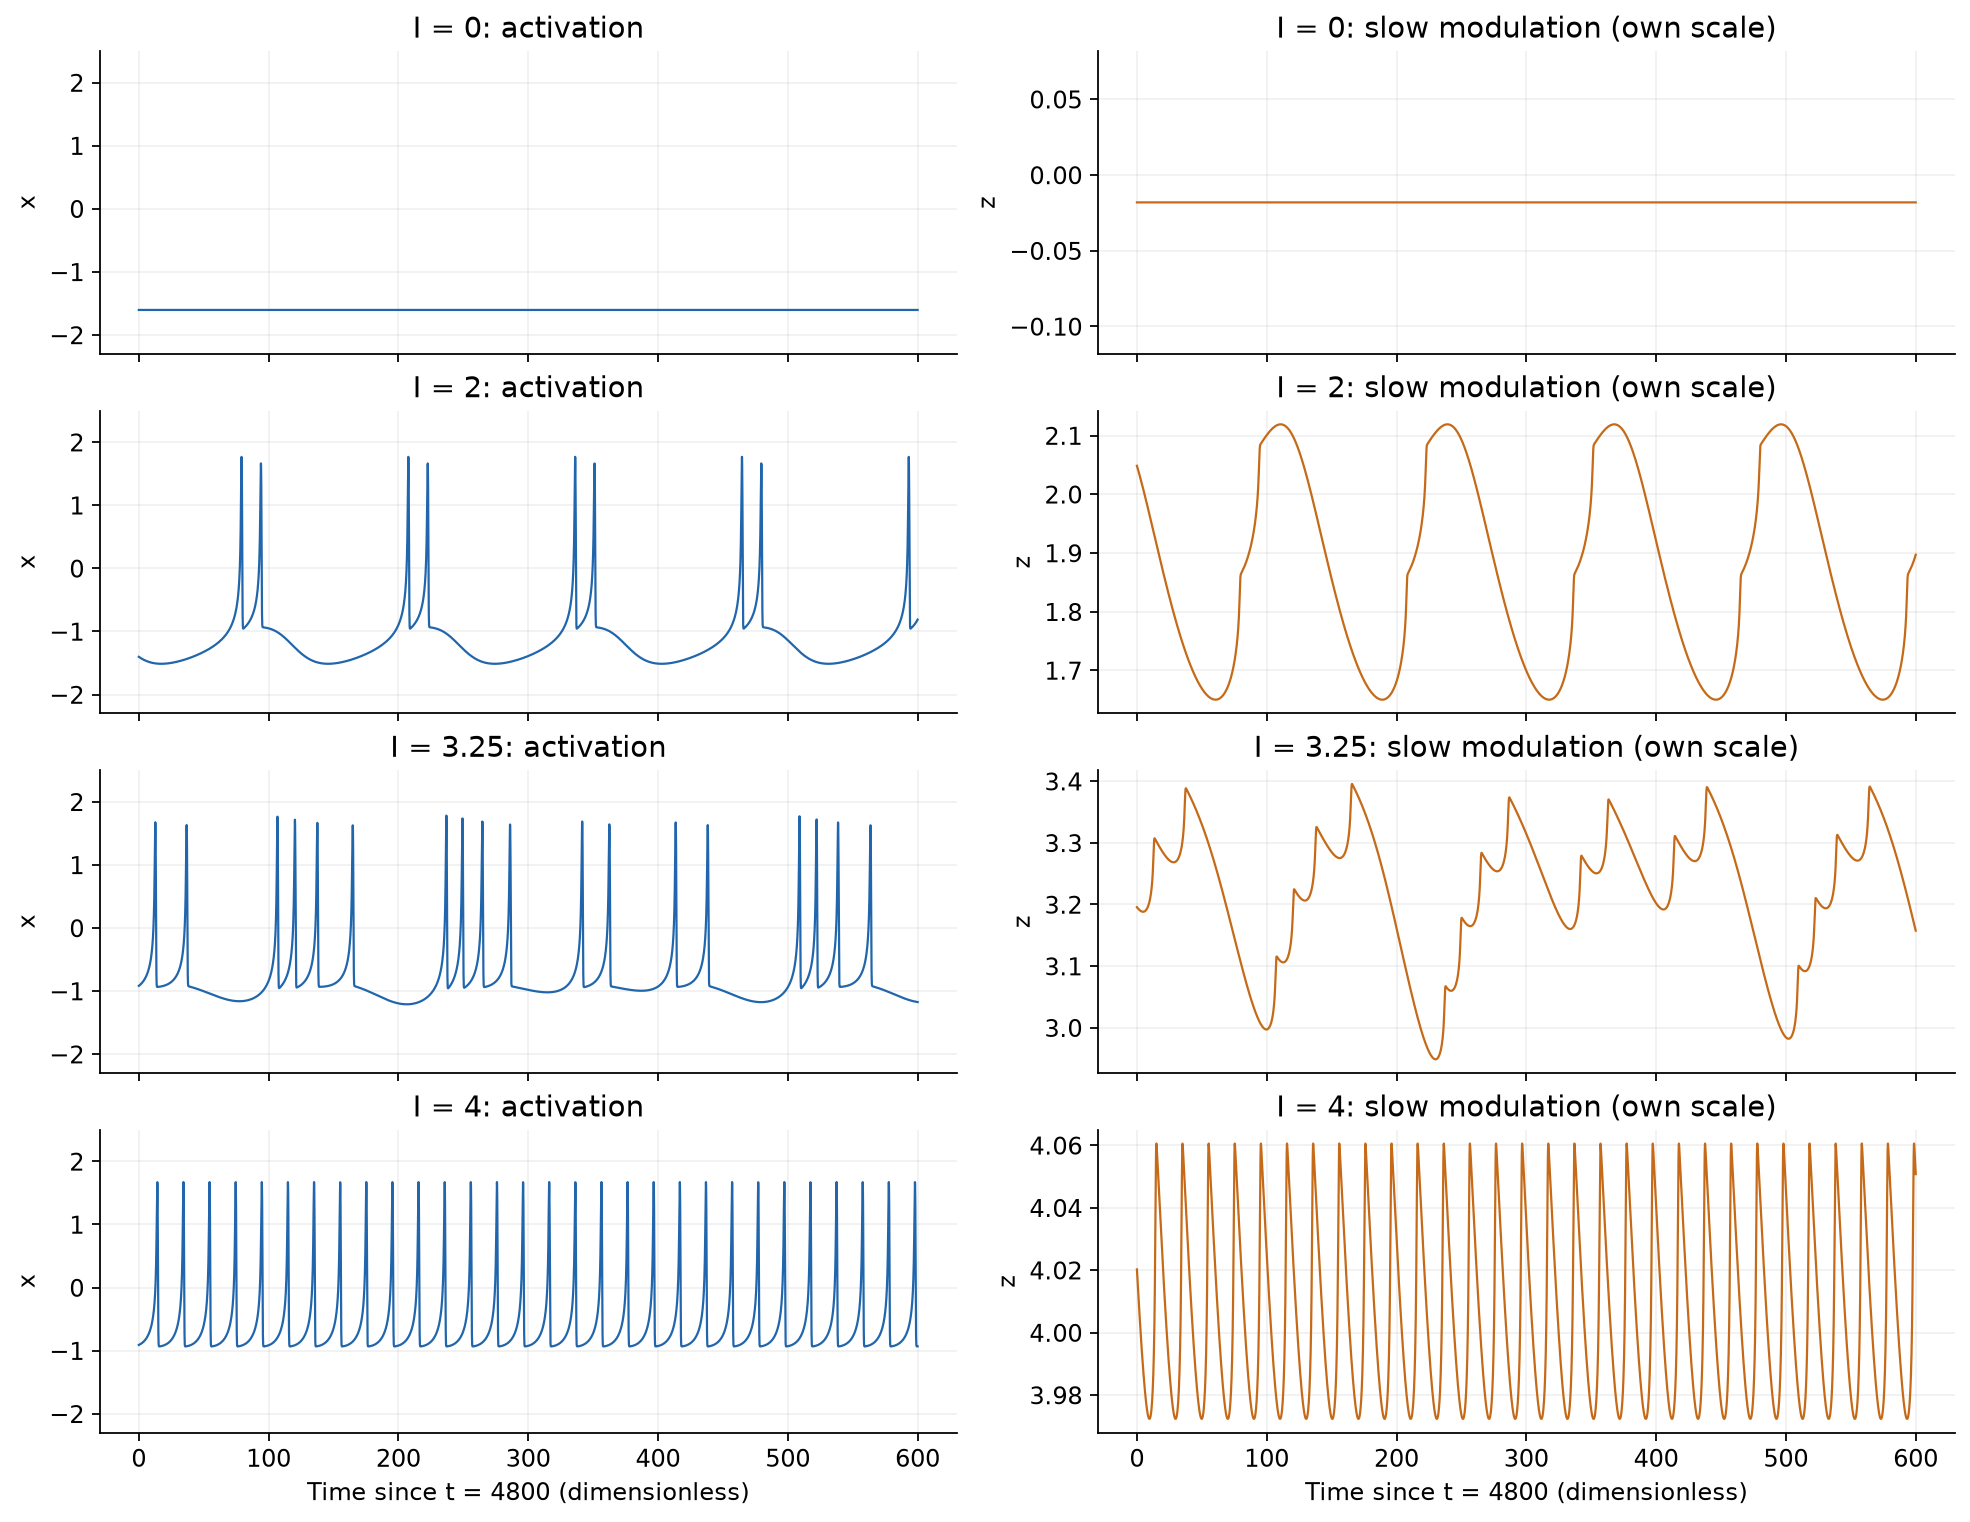 I = 0: activation
2
1
0
−1
−2
x
I = 0: slow modulation (own scale)
0.05
0.00
−0.05
−0.10
z
I = 2: activation
2
1
0
−1
−2
x
I = 2: slow modulation (own scale)
2.1
2.0
1.9
1.8
1.7
z
I = 3.25: activation
2
1
0
−1
−2
x
I = 3.25: slow modulation (own scale)
3.4
3.3
3.2
3.1
3.0
z
I = 4: activation
2
1
0
−1
−2
x
0 100 200 300 400 500 600
Time since t = 4800 (dimensionless)
I = 4: slow modulation (own scale)
4.06
4.04
4.02
4.00
3.98
z
0 100 200 300 400 500 600
Time since t = 4800 (dimensionless)